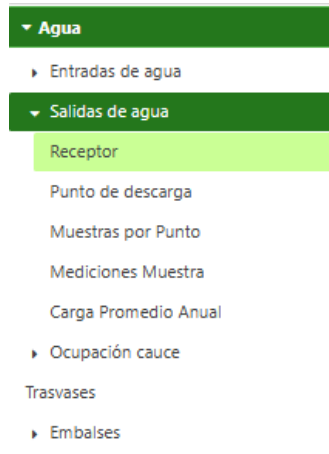 Agua
Entradas de agua
Salidas de agua
Receptor
Punto de descarga
Muestras por Punto
Mediciones Muestra
Carga Promedio Anual
Ocupación cauce
Trasvases
Embalses